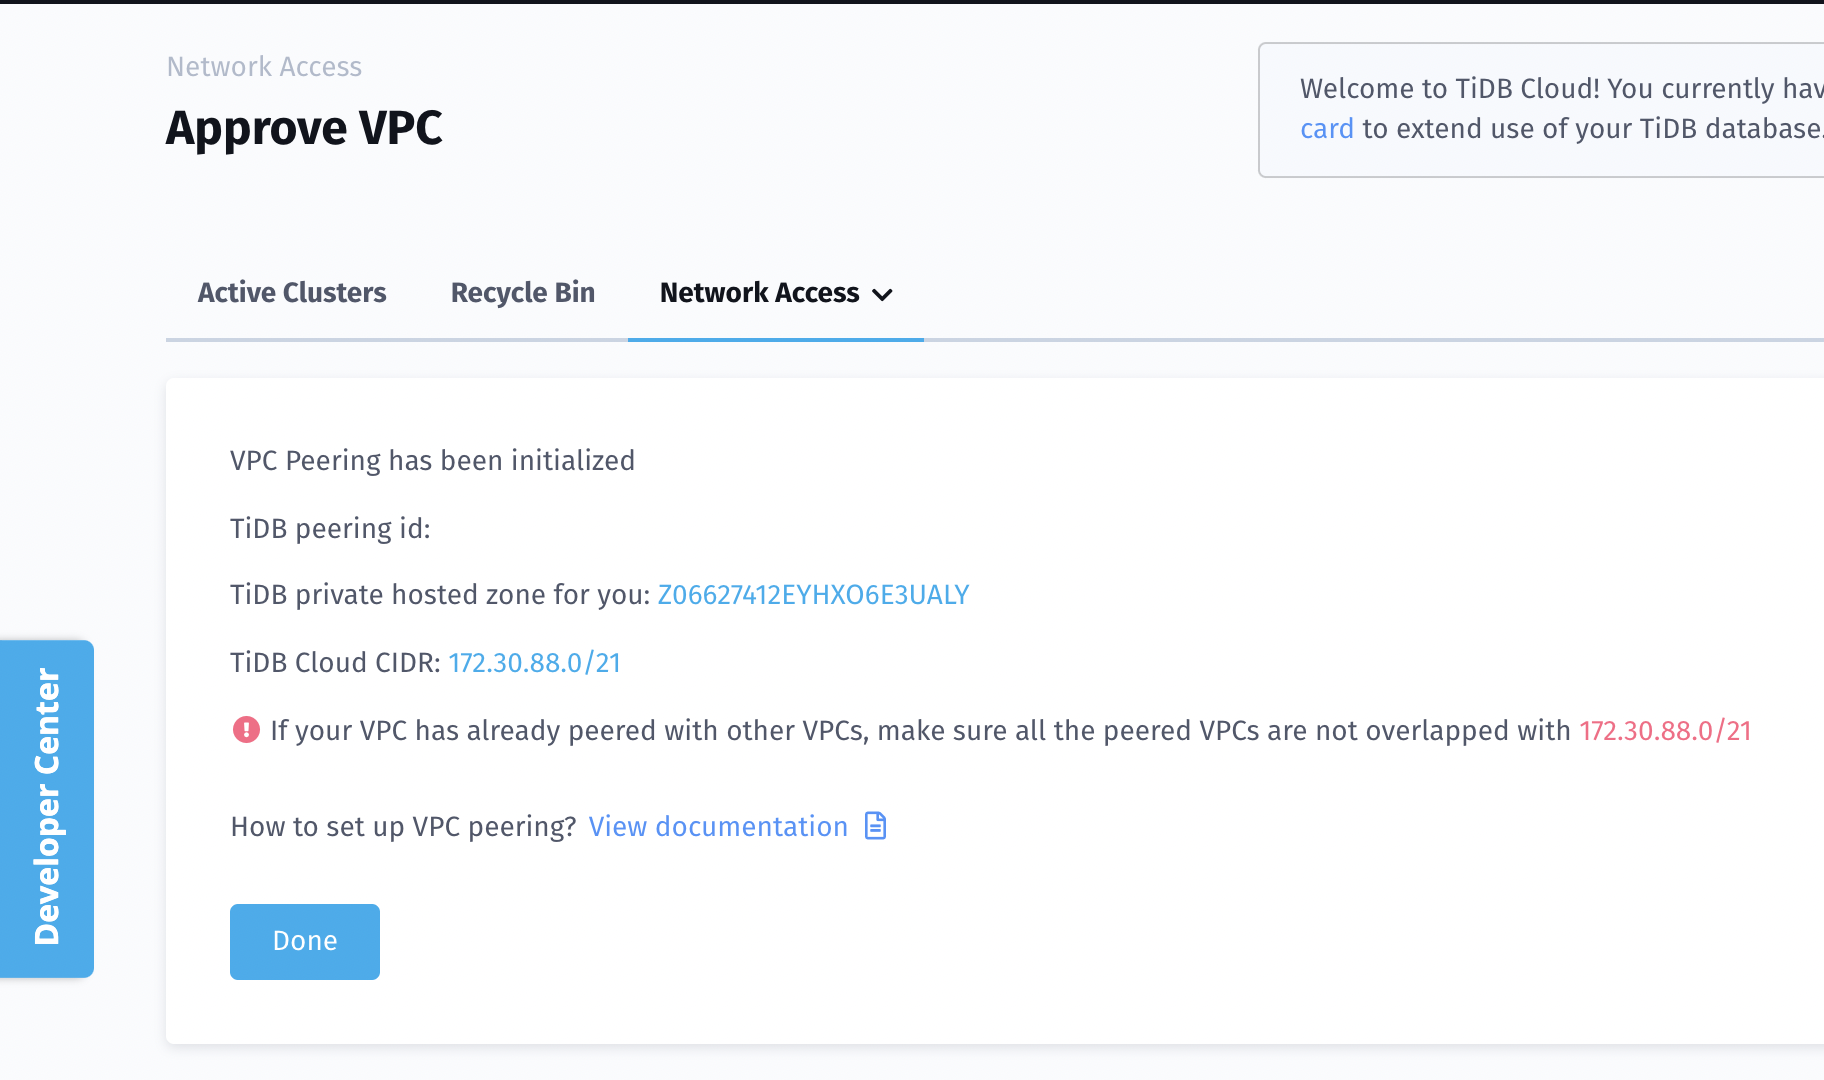 Network Access
Approve VPC
Welcome to TiDB Cloud! You currently
card to extend use of your TiDB database.
Active Clusters
Recycle Bin
Network Access
VPC Peering has been initialized
TiDB peering id:
TiDB private hosted zone for you: Z06627412EYHXO6E3UALY
TiDB Cloud CIDR: 172.30.88.0/21
If your VPC has already peered with other VPCs, make sure all the peered VPCs are not overlapped with 172.30.88.0/21
How to set up VPC peering? View documentation
Done
Developer Center